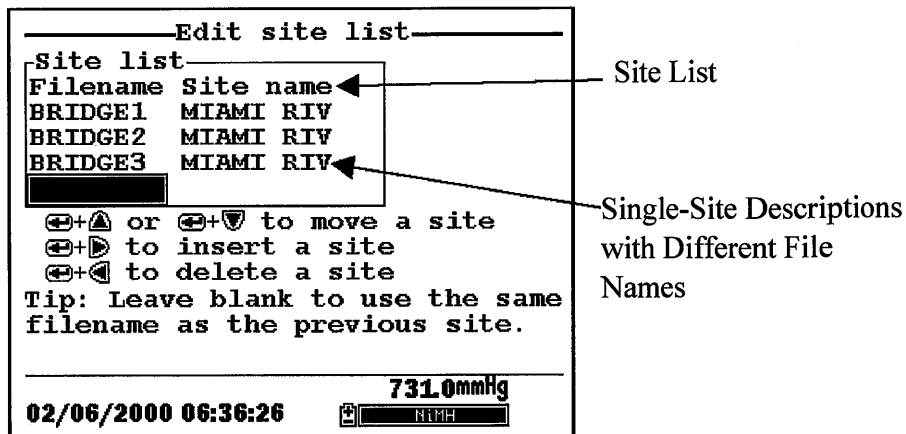 Edit site list
Site list
Filename Site name
BRIDGE1 MIAMI RIV
BRIDGE2 MIAMI RIV
BRIDGE3 MIAMI RIV
+ or + to move a site
+ to insert a site
+ to delete a site
Tip: Leave blank to use the same
filename as the previous site.
731.0mmHg
02/06/2000 06:36:26
NiMH
Site List
Single-Site Descriptions
with Different File
Names